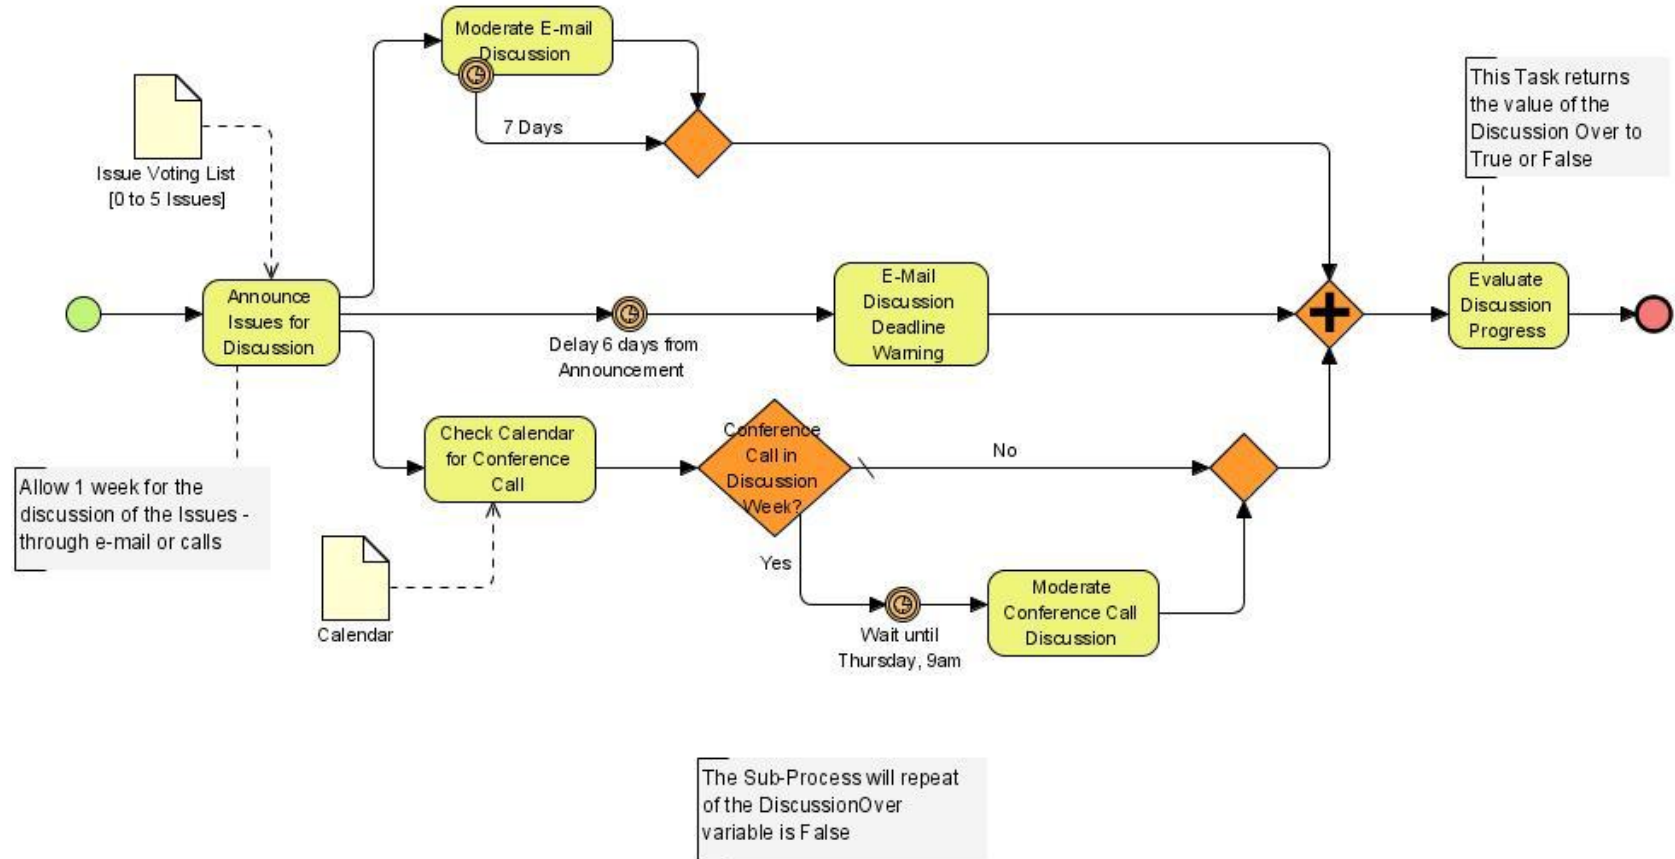 Moderate E-mail
Discussion
7 Days
This Task returns
the value of the
Discussion Over to
True or False
Issue Voting List
[0 to 5 Issues]
Announce
Issues for
Discussion
Delay 6 days from
Announcement
E-Mail
Discussion
Deadline
Warning
Evaluate
Discussion
Progress
Allow 1 week for the
discussion of the Issues -
through e-mail or calls
Check Calendar
for Conference
Call
Conference
Call in
Discussion
Week?
No
Yes
Calendar
Wait until
Thursday, 9am
Moderate
Conference Call
Discussion
The Sub-Process will repeat
of the DiscussionOver
variable is False